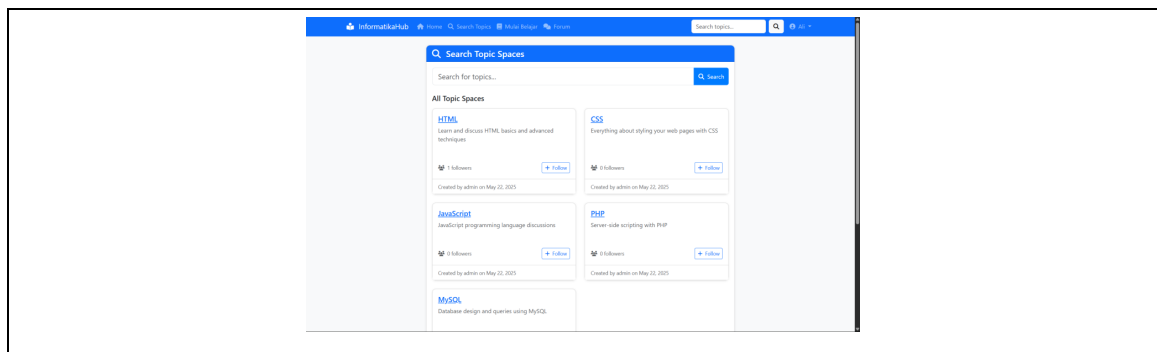 InformatikaHub Home Search Topics Mulai Belajar Forum Search topics... Ali
Search Topic Spaces
Search for topics... Search
All Topic Spaces
HTML
Learn and discuss HTML basics and advanced
techniques
1 followers + Follow
Created by admin on May 22, 2025
CSS
Everything about styling your web pages with CSS
0 followers + Follow
Created by admin on May 22, 2025
JavaScript
JavaScript programming language discussions
0 followers + Follow
Created by admin on May 22, 2025
PHP
Server-side scripting with PHP
0 followers + Follow
Created by admin on May 22, 2025
MySQL
Database design and queries using MySQL